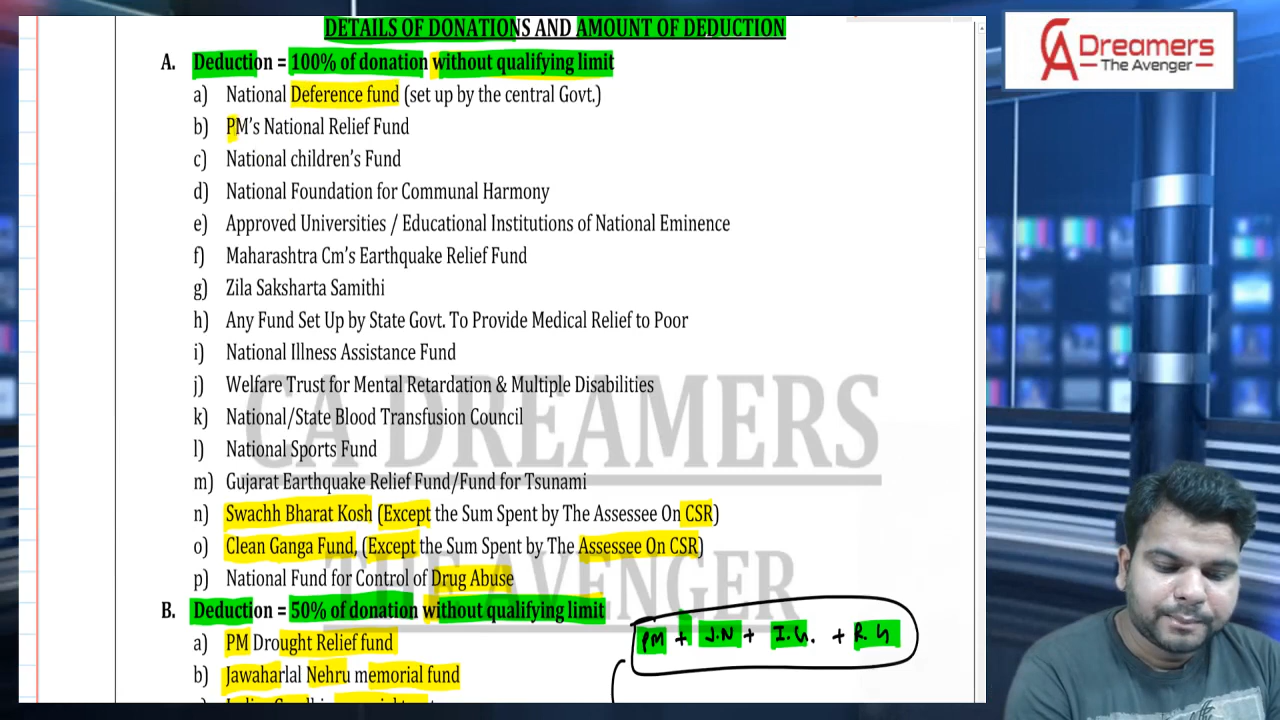 DETAILS OF DONATIONS AND AMOUNT OF DEDUCTION
CA Dreamers
The Avenger
A. Deduction = 100% of donation without qualifying limit
a) National Deference fund (set up by the central Govt.)
b) PM's National Relief Fund
c) National children's Fund
d) National Foundation for Communal Harmony
e) Approved Universities / Educational Institutions of National Eminence
f) Maharashtra Cm's Earthquake Relief Fund
g) Zila Saksharta Samithi
h) Any Fund Set Up by State Govt. To Provide Medical Relief to Poor
i) National Illness Assistance Fund
j) Welfare Trust for Mental Retardation & Multiple Disabilities
k) National/State Blood Transfusion Council
CA DREAMERS
l) National Sports Fund
m) Gujarat Earthquake Relief Fund/Fund for Tsunami
n) Swachh Bharat Kosh (Except the Sum Spent by The Assessee On CSR)
o) Clean Ganga Fund, (Except the Sum Spent by The Assessee On CSR)
p) National Fund for Control of Drug Abuse
THE AVENGER
B. Deduction = 50% of donation without qualifying limit
PM + J.N + I.G. + R.G
a) PM Drought Relief fund
b) Jawaharlal Nehru memorial fund